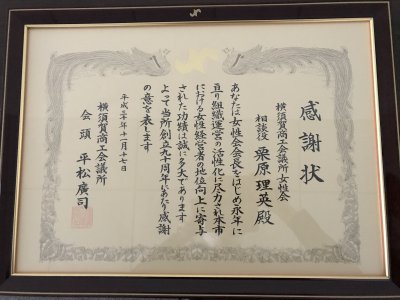 感謝状
横須賀商工会議所女性会
相談役 栗原理英殿
あなたは女性会会長をはじめ永年に
亘り組織運営の活性化に尽力され本市
における女性経営者の地位向上に寄与
された功績は誠に多大であります
よって当所創立九十周年にあたり感謝
の意を表します
平成三十年十一月十七日
横須賀商工会議所
会頭 平松廣司